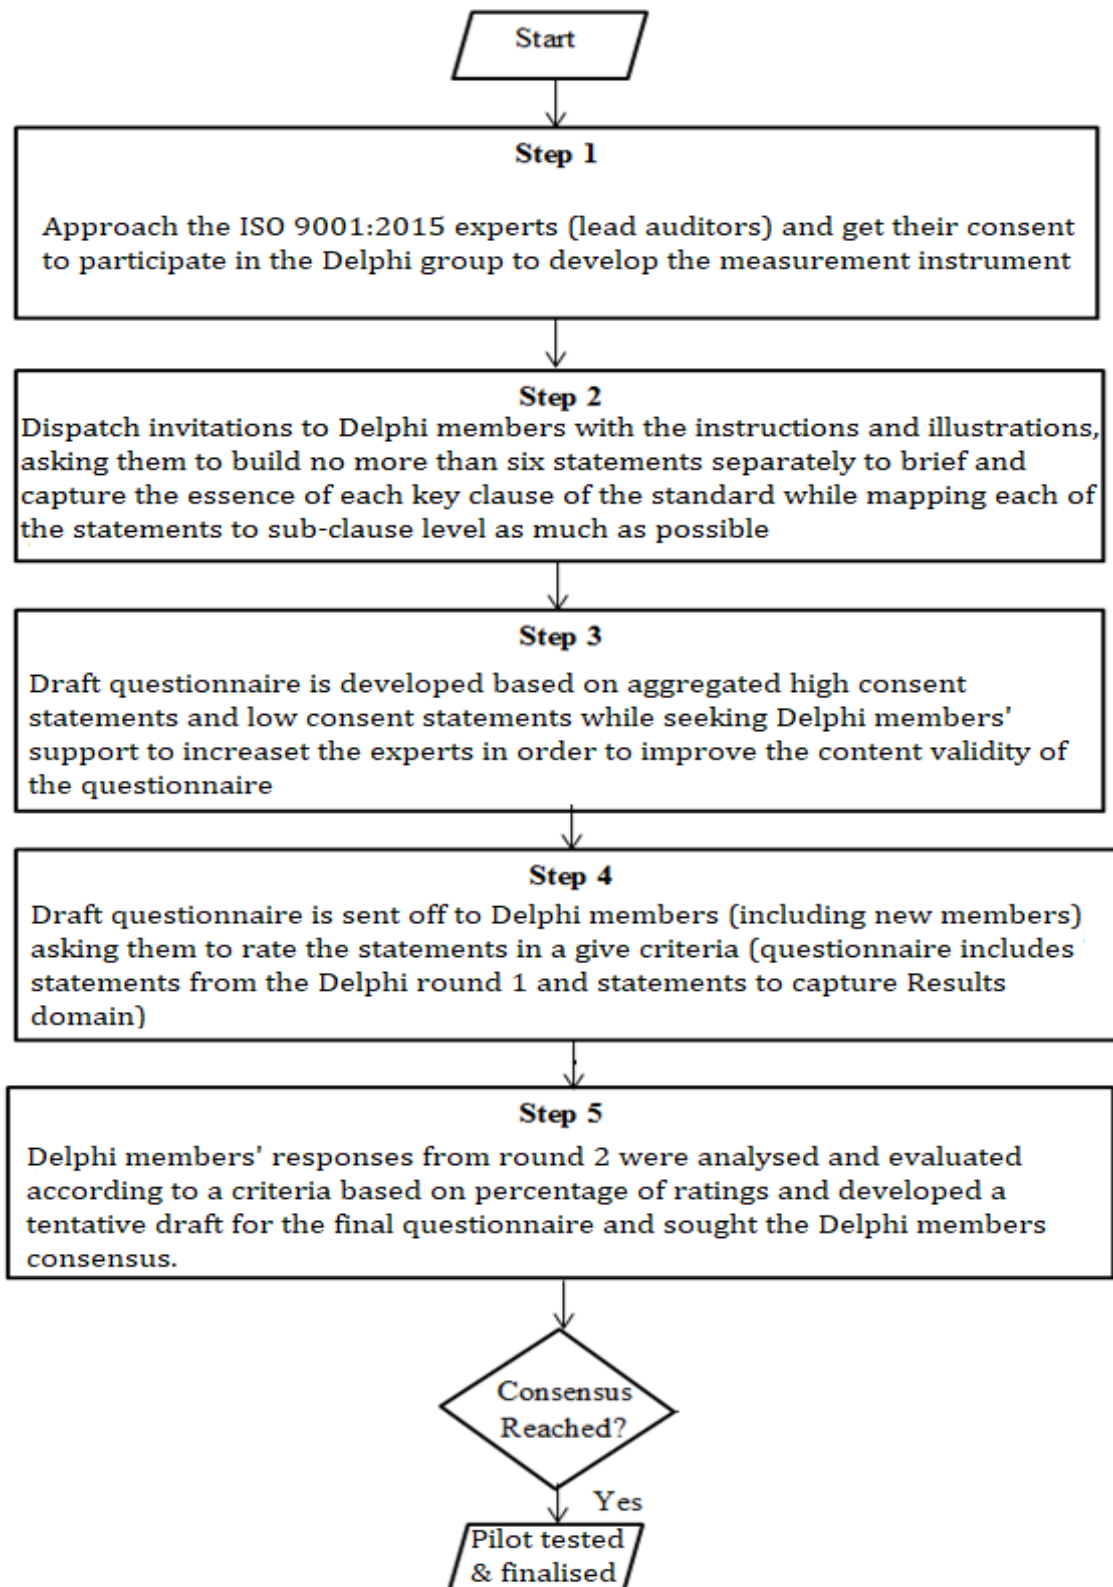 Start
Step 1
Approach the ISO 9001:2015 experts (lead auditors) and get their consent
to participate in the Delphi group to develop the measurement instrument
Step 2
Dispatch invitations to Delphi members with the instructions and illustrations,
asking them to build no more than six statements separately to brief and
capture the essence of each key clause of the standard while mapping each of
the statements to sub-clause level as much as possible
Step 3
Draft questionnaire is developed based on aggregated high consent
statements and low consent statements while seeking Delphi members'
support to increaset the experts in order to improve the content validity of
the questionnaire
Step 4
Draft questionnaire is sent off to Delphi members (including new members)
asking them to rate the statements in a give criteria (questionnaire includes
statements from the Delphi round 1 and statements to capture Results
domain)
Step 5
Delphi members' responses from round 2 were analysed and evaluated
according to a criteria based on percentage of ratings and developed a
tentative draft for the final questionnaire and sought the Delphi members
consensus.
Consensus
Reached?
Yes
Pilot tested
& finalised